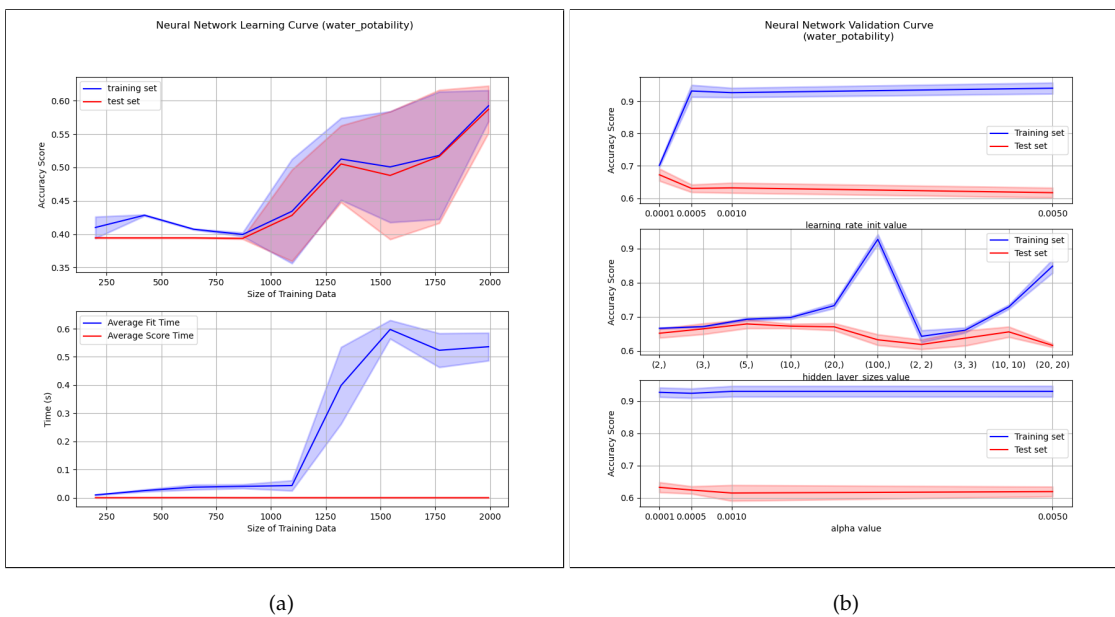 Neural Network Learning Curve (water_potability)
training set
test set
0.60
0.55
0.50
0.45
0.40
0.35
Accuracy Score
250
500
750
1000
1250
1500
1750
2000
Size of Training Data
Average Fit Time
Average Score Time
0.6
0.5
0.4
0.3
0.2
0.1
0.0
Time (s)
250
500
750
1000
1250
1500
1750
2000
Size of Training Data
(a)
Neural Network Validation Curve
(water_potability)
0.9
0.8
0.7
0.6
Accuracy Score
Training set
Test set
0.0001
0.0005
0.0010
0.0050
learning_rate_init value
0.9
0.8
0.7
0.6
Accuracy Score
Training set
Test set
(2,)
(3,)
(5,)
(10,)
(20,)
(100,)
(2, 2)
(3, 3)
(10, 10)
(20, 20)
hidden_layer_sizes value
0.9
0.8
0.7
0.6
Accuracy Score
Training set
Test set
0.0001
0.0005
0.0010
0.0050
alpha value
(b)